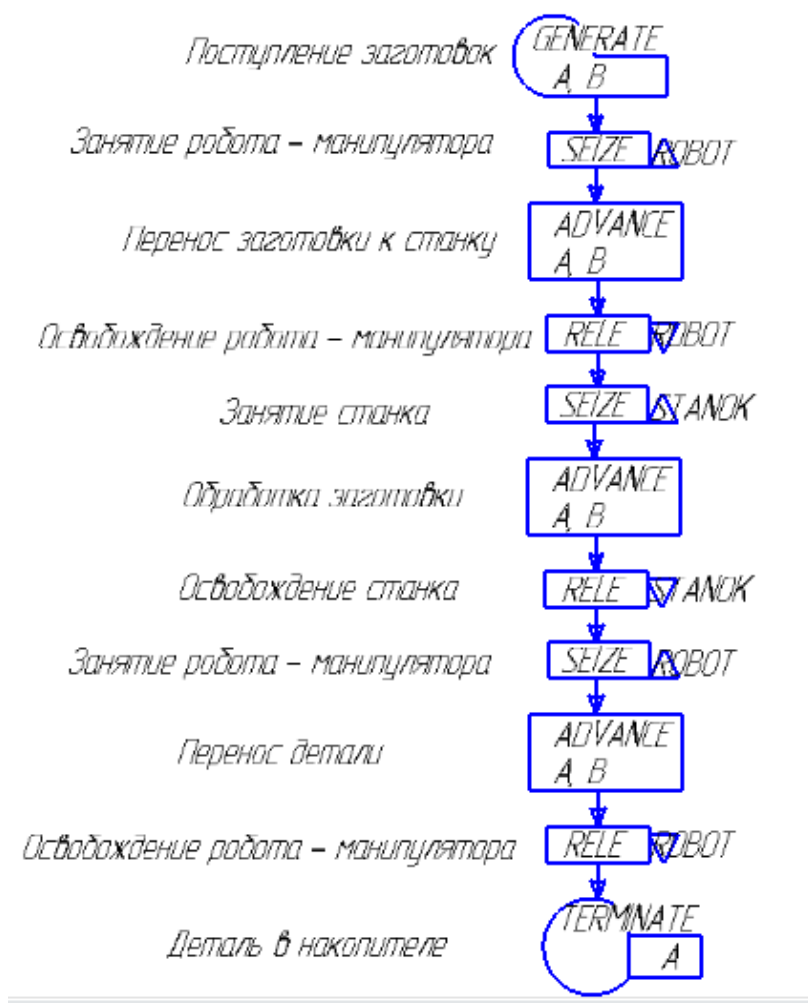 Поступление заготовок GENERATE
A, B
Занятие робота – манипулятора SEIZE ROBOT
Перенос заготовки к станку ADVANCE
A, B
Освобождение робота – манипулятора RELE ROBOT
Занятие станка SEIZE STANOK
Обработка заготовки ADVANCE
A, B
Освобождение станка RELE STANOK
Занятие робота – манипулятора SEIZE ROBOT
Перенос детали ADVANCE
A, B
Освобождение робота – манипулятора RELE ROBOT
TERMINATE
Деталь в накопителе A